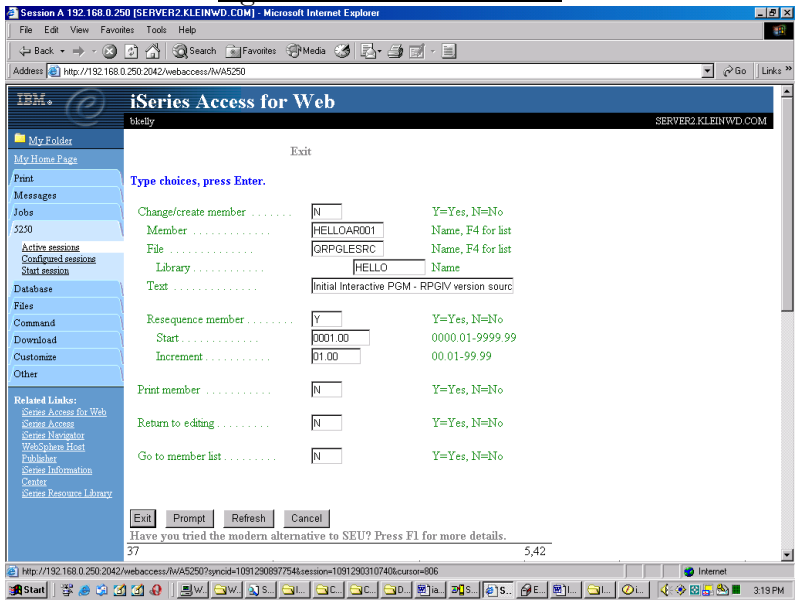 Session A 192.168.0.250 [SERVER2.KLEINWD.COM] - Microsoft Internet Explorer
File Edit View Favorites Tools Help
Back Search Favorites Media
Address http://192.168.0.250:2042/webaccess/iWA5250 Go Links »
IBM. iSeries Access for Web
bkelly SERVER2.KLEINWD.COM
My Folder
My Home Page
Print
Messages
Jobs
5250
Active sessions
Configured sessions
Start session
Database
Files
Command
Download
Customize
Other
Related Links:
iSeries Access for Web
iSeries Access
iSeries Navigator
WebSphere Host
Publisher
iSeries Information
Center
iSeries Resource Library
Exit
Type choices, press Enter.
Change/create member . . . . . . . N Y=Yes, N=No
Member . . . . . . . . . . . . . HELLOAR001 Name, F4 for list
File . . . . . . . . . . . . . . QRPGLESRC Name, F4 for list
Library . . . . . . . . . . . . HELLO Name
Text . . . . . . . . . . . . . . Initial Interactive PGM - RPGIV version sourc
Resequence member . . . . . . . . Y Y=Yes, N=No
Start . . . . . . . . . . . . . 0001.00 0000.01-9999.99
Increment . . . . . . . . . . . 01.00 00.01-99.99
Print member . . . . . . . . . . N Y=Yes, N=No
Return to editing . . . . . . . . . N Y=Yes, N=No
Go to member list . . . . . . . . . N Y=Yes, N=No
Exit Prompt Refresh Cancel
Have you tried the modern alternative to SEU? Press F1 for more details.
37 5,42
http://192.168.0.250:2042/webaccess/iWA5250?syncid=1091290897754&session=1091290310740&cursor=806 Internet
Start W.. W.. S... I... C... C... D... ia... S... S.. E... I... I... i... 3:19 PM